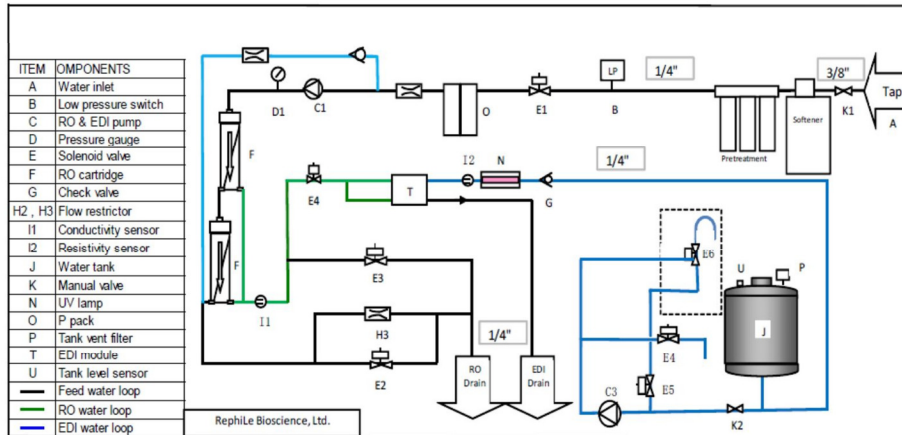 ITEM OMPONENTS
A Water inlet
B Low pressure switch
C RO & EDI pump
D Pressure gauge
E Solenoid valve
F RO cartridge
G Check valve
H2 , H3 Flow restrictor
I1 Conductivity sensor
I2 Resistivity sensor
J Water tank
K Manual valve
N UV lamp
O P pack
P Tank vent filter
T EDI module
U Tank level sensor
Feed water loop
RO water loop
EDI water loop
D1
C1
O
E1
LP
B
1/4"
Pretreatment
Softener
3/8"
K1
Tap
A
F
F
E4
T
I2
N
G
1/4"
I1
E3
H3
E2
1/4"
RO
Drain
EDI
Drain
E6
U
P
J
E4
E5
C3
K2
RephiLe Bioscience, Ltd.